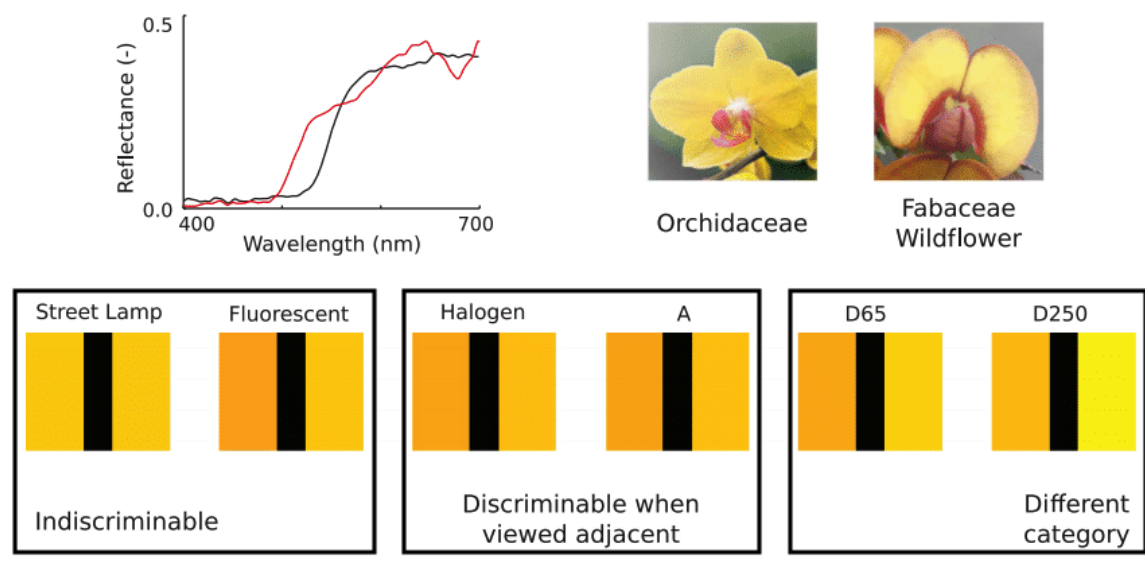 0.5
Reflectance (-)
0.0
400
700
Wavelength (nm)
Orchidaceae
Fabaceae
Wildflower
Street Lamp
Fluorescent
Indiscriminable
Halogen
A
Discriminable when
viewed adjacent
D65
D250
Different
category